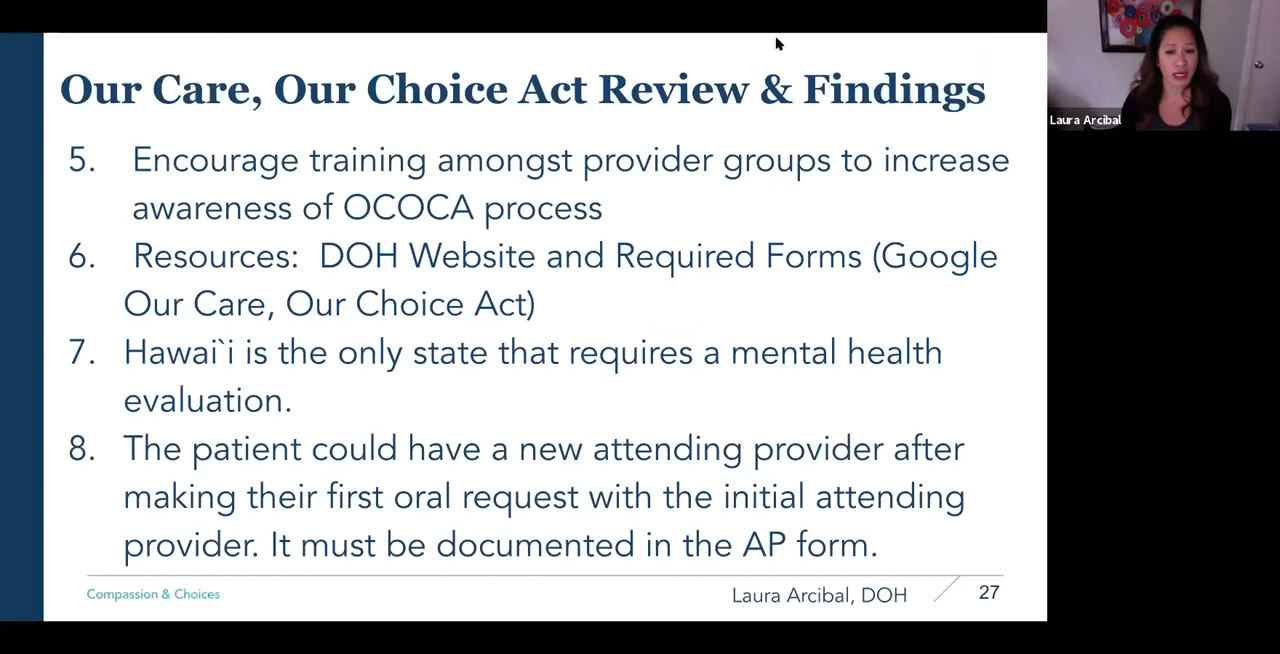 Our Care, Our Choice Act Review & Findings
Laura Arcibal
5. Encourage training amongst provider groups to increase
awareness of OCOCA process
6. Resources: DOH Website and Required Forms (Google
Our Care, Our Choice Act)
7. Hawai`i is the only state that requires a mental health
evaluation.
8. The patient could have a new attending provider after
making their first oral request with the initial attending
provider. It must be documented in the AP form.
Compassion & Choices
Laura Arcibal, DOH
27